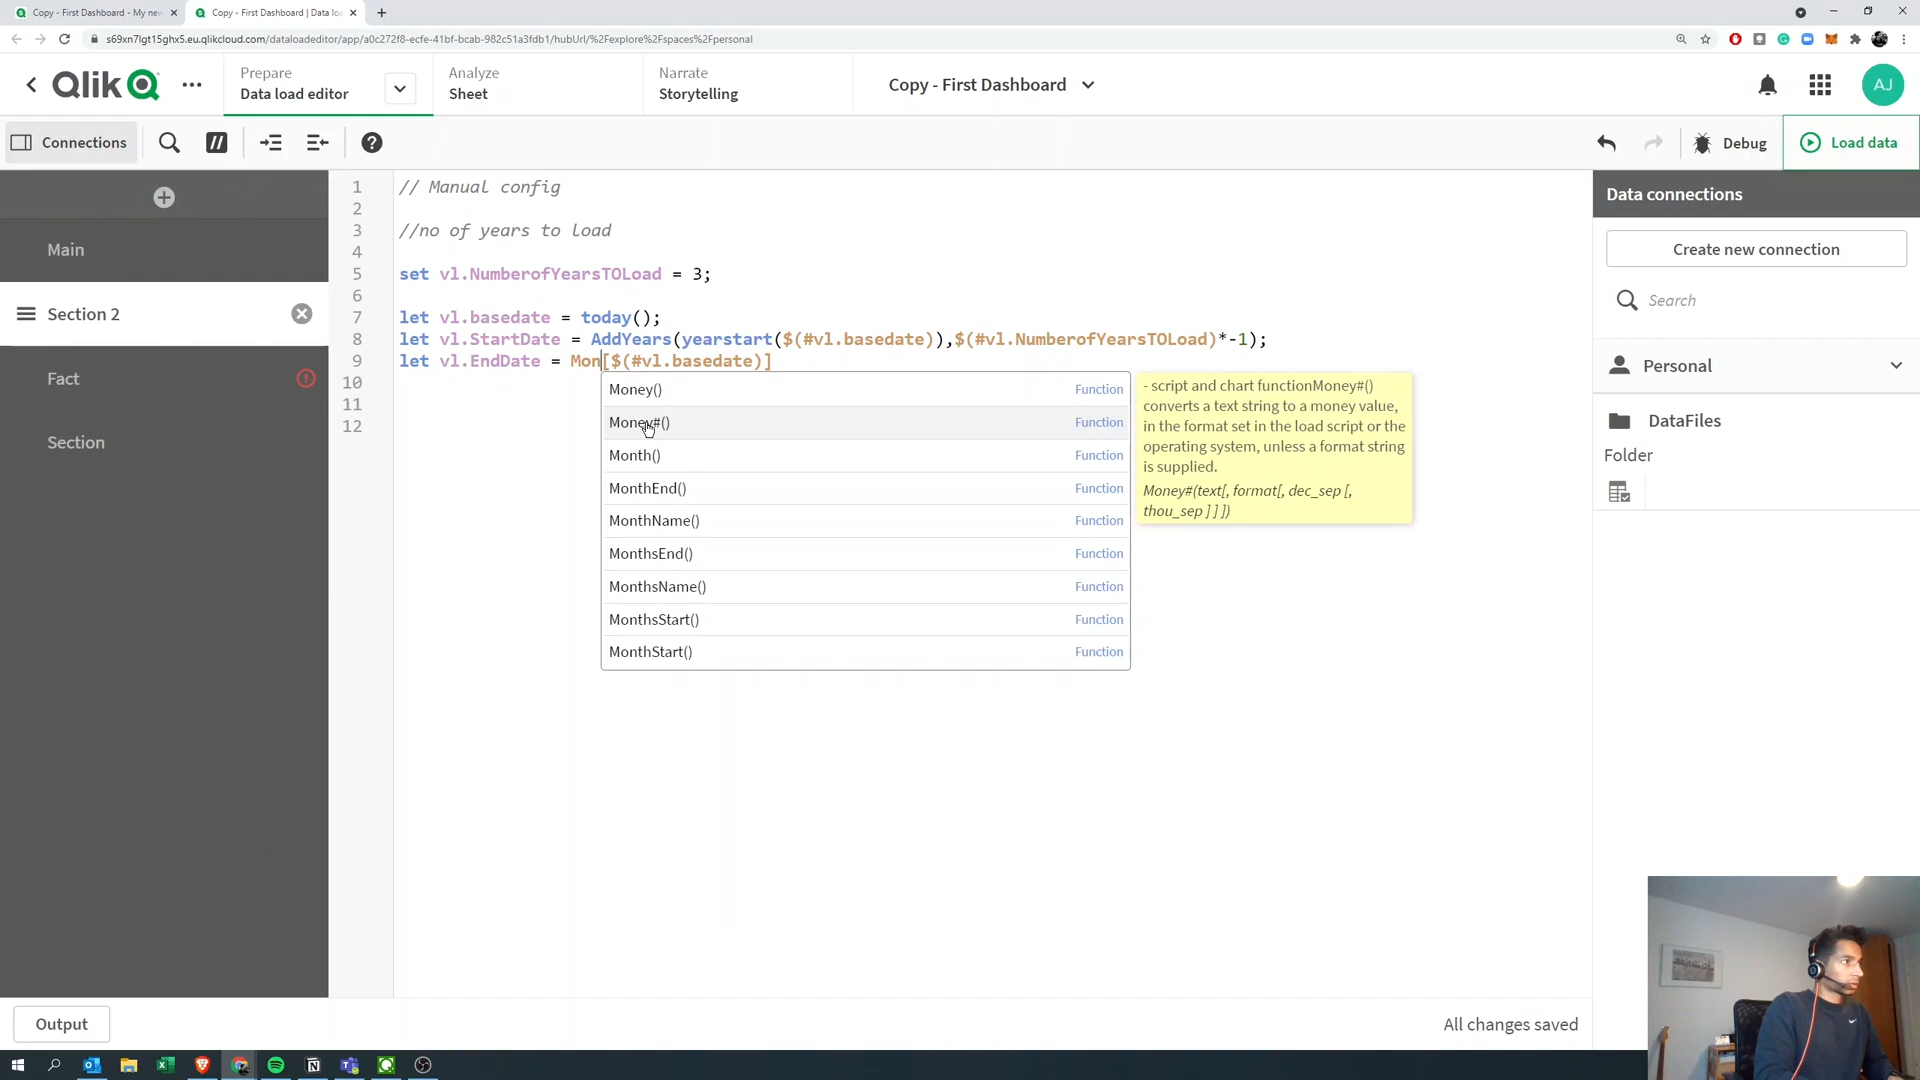 Copy - First Dashboard - My new
Copy - First Dashboard | Data loa
s69xn7lgt15ghx5.eu.qlikcloud.com/dataloadeditor/app/a0c272f8-ecfe-41bf-bcab-982c51a3fdb1/hubUrl/%2Fexplore%2Fspaces%2Fpersonal
Qlik
Prepare
Data load editor
Analyze
Sheet
Narrate
Storytelling
Copy - First Dashboard
AJ
Connections
//
Debug
Load data
Main
Section 2
Fact
Section
1 // Manual config
2
3 //no of years to load
4
5 set vl.NumberofYearsTOLoad = 3;
6
7 let vl.basedate = today();
8 let vl.StartDate = AddYears(yearstart($(#vl.basedate)),$(#vl.NumberofYearsTOLoad)*-1);
9 let vl.EndDate = Mon[$(#vl.basedate)]
10
11
12
Money() Function
Money#() Function
Month() Function
MonthEnd() Function
MonthName() Function
MonthsEnd() Function
MonthsName() Function
MonthsStart() Function
MonthStart() Function
- script and chart functionMoney#()
converts a text string to a money value,
in the format set in the load script or the
operating system, unless a format string
is supplied.
Money#(text[, format[, dec_sep [,
thou_sep ] ] ])
Data connections
Create new connection
Search
Personal
DataFiles
Folder
Output
All changes saved